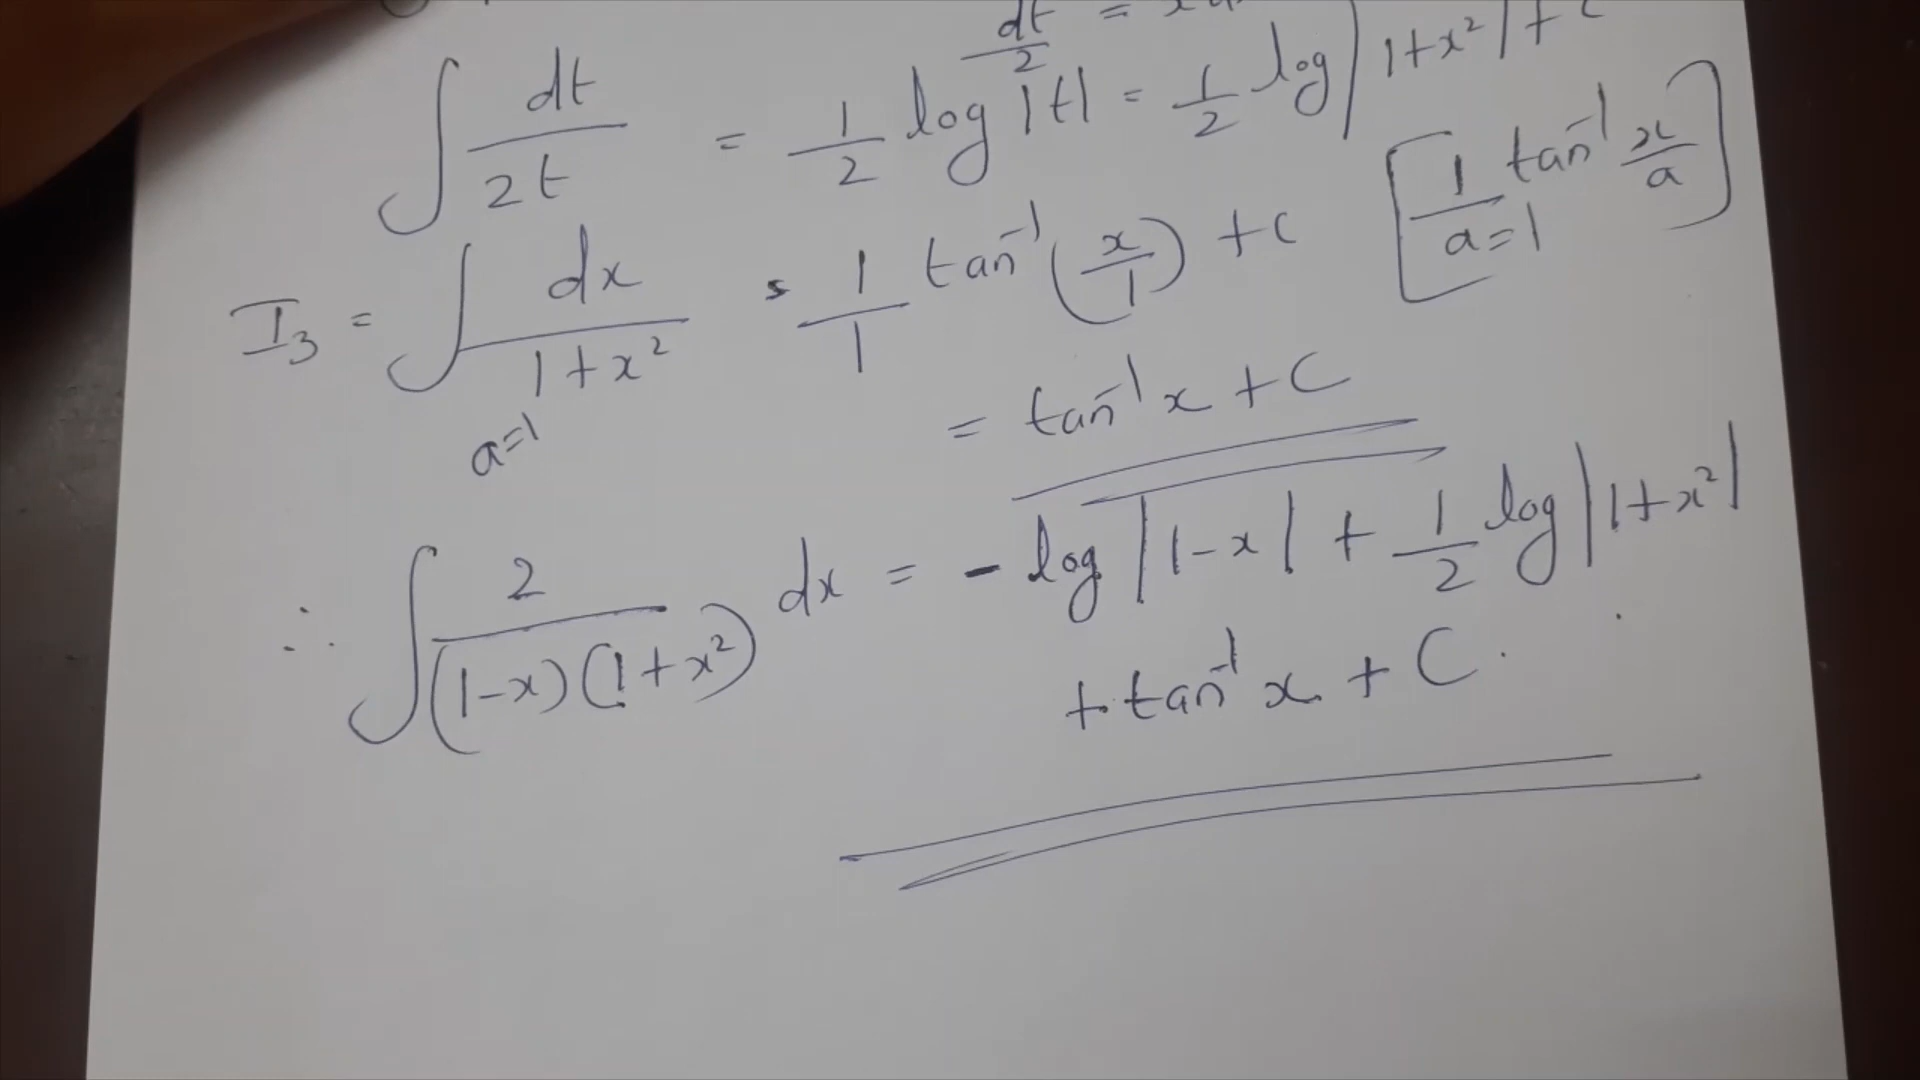 dt/2 = x
∫ dt/2t = 1/2 log |t| = 1/2 log |1+x²| + C
[1/a=1 tan⁻¹ x/a]
I₃ = ∫ dx/1+x² = 1/1 tan⁻¹ (x/1) + C
a=1
= tan⁻¹ x + C
∴ ∫ 2/(1-x)(1+x²) dx = - log |1-x| + 1/2 log |1+x²|
+ tan⁻¹ x + C.